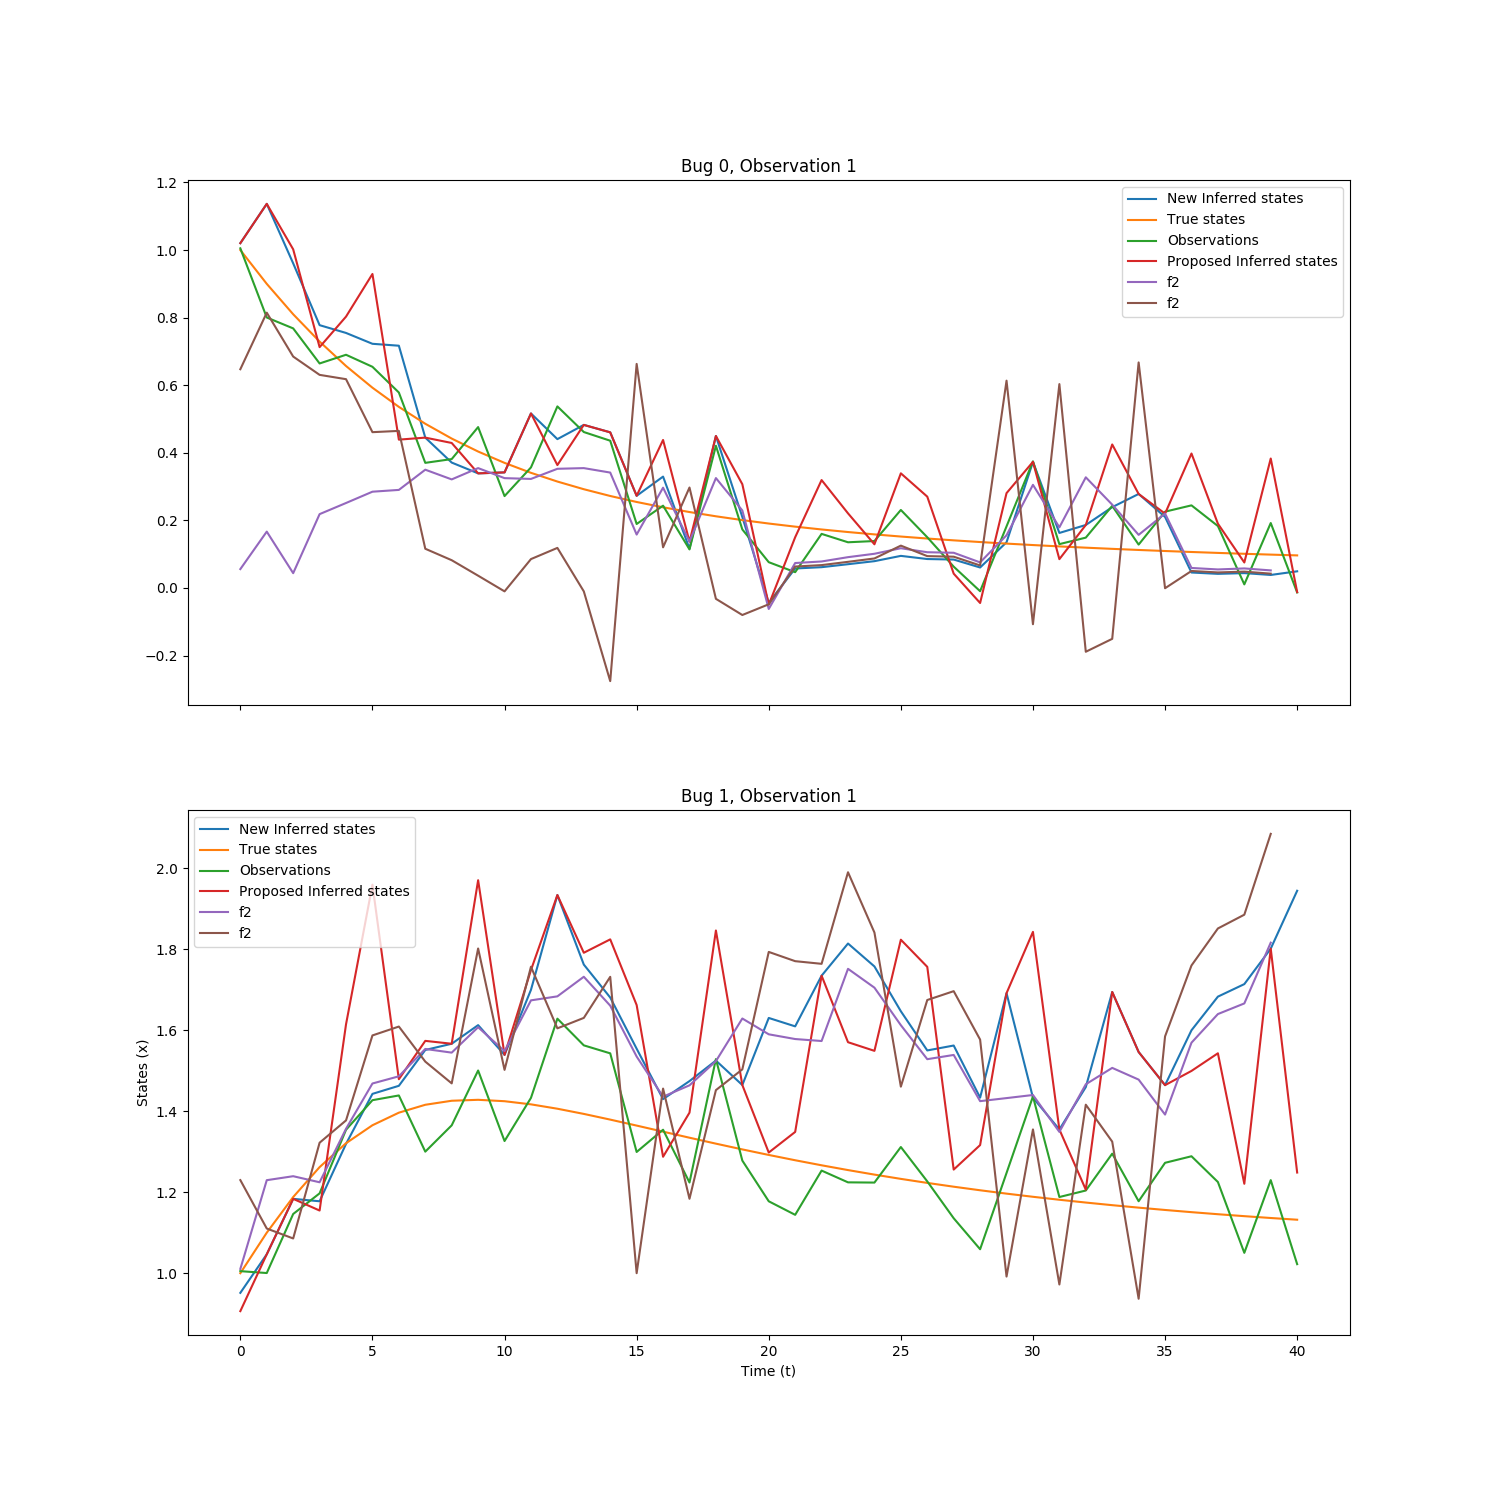 Bug 0, Observation 1
1.2
1.0
0.8
0.6
0.4
0.2
0.0
−0.2
New Inferred states
True states
Observations
Proposed Inferred states
f2
f2
Bug 1, Observation 1
States (x)
2.0
1.8
1.6
1.4
1.2
1.0
New Inferred states
True states
Observations
Proposed Inferred states
f2
f2
0 5 10 15 20 25 30 35 40
Time (t)